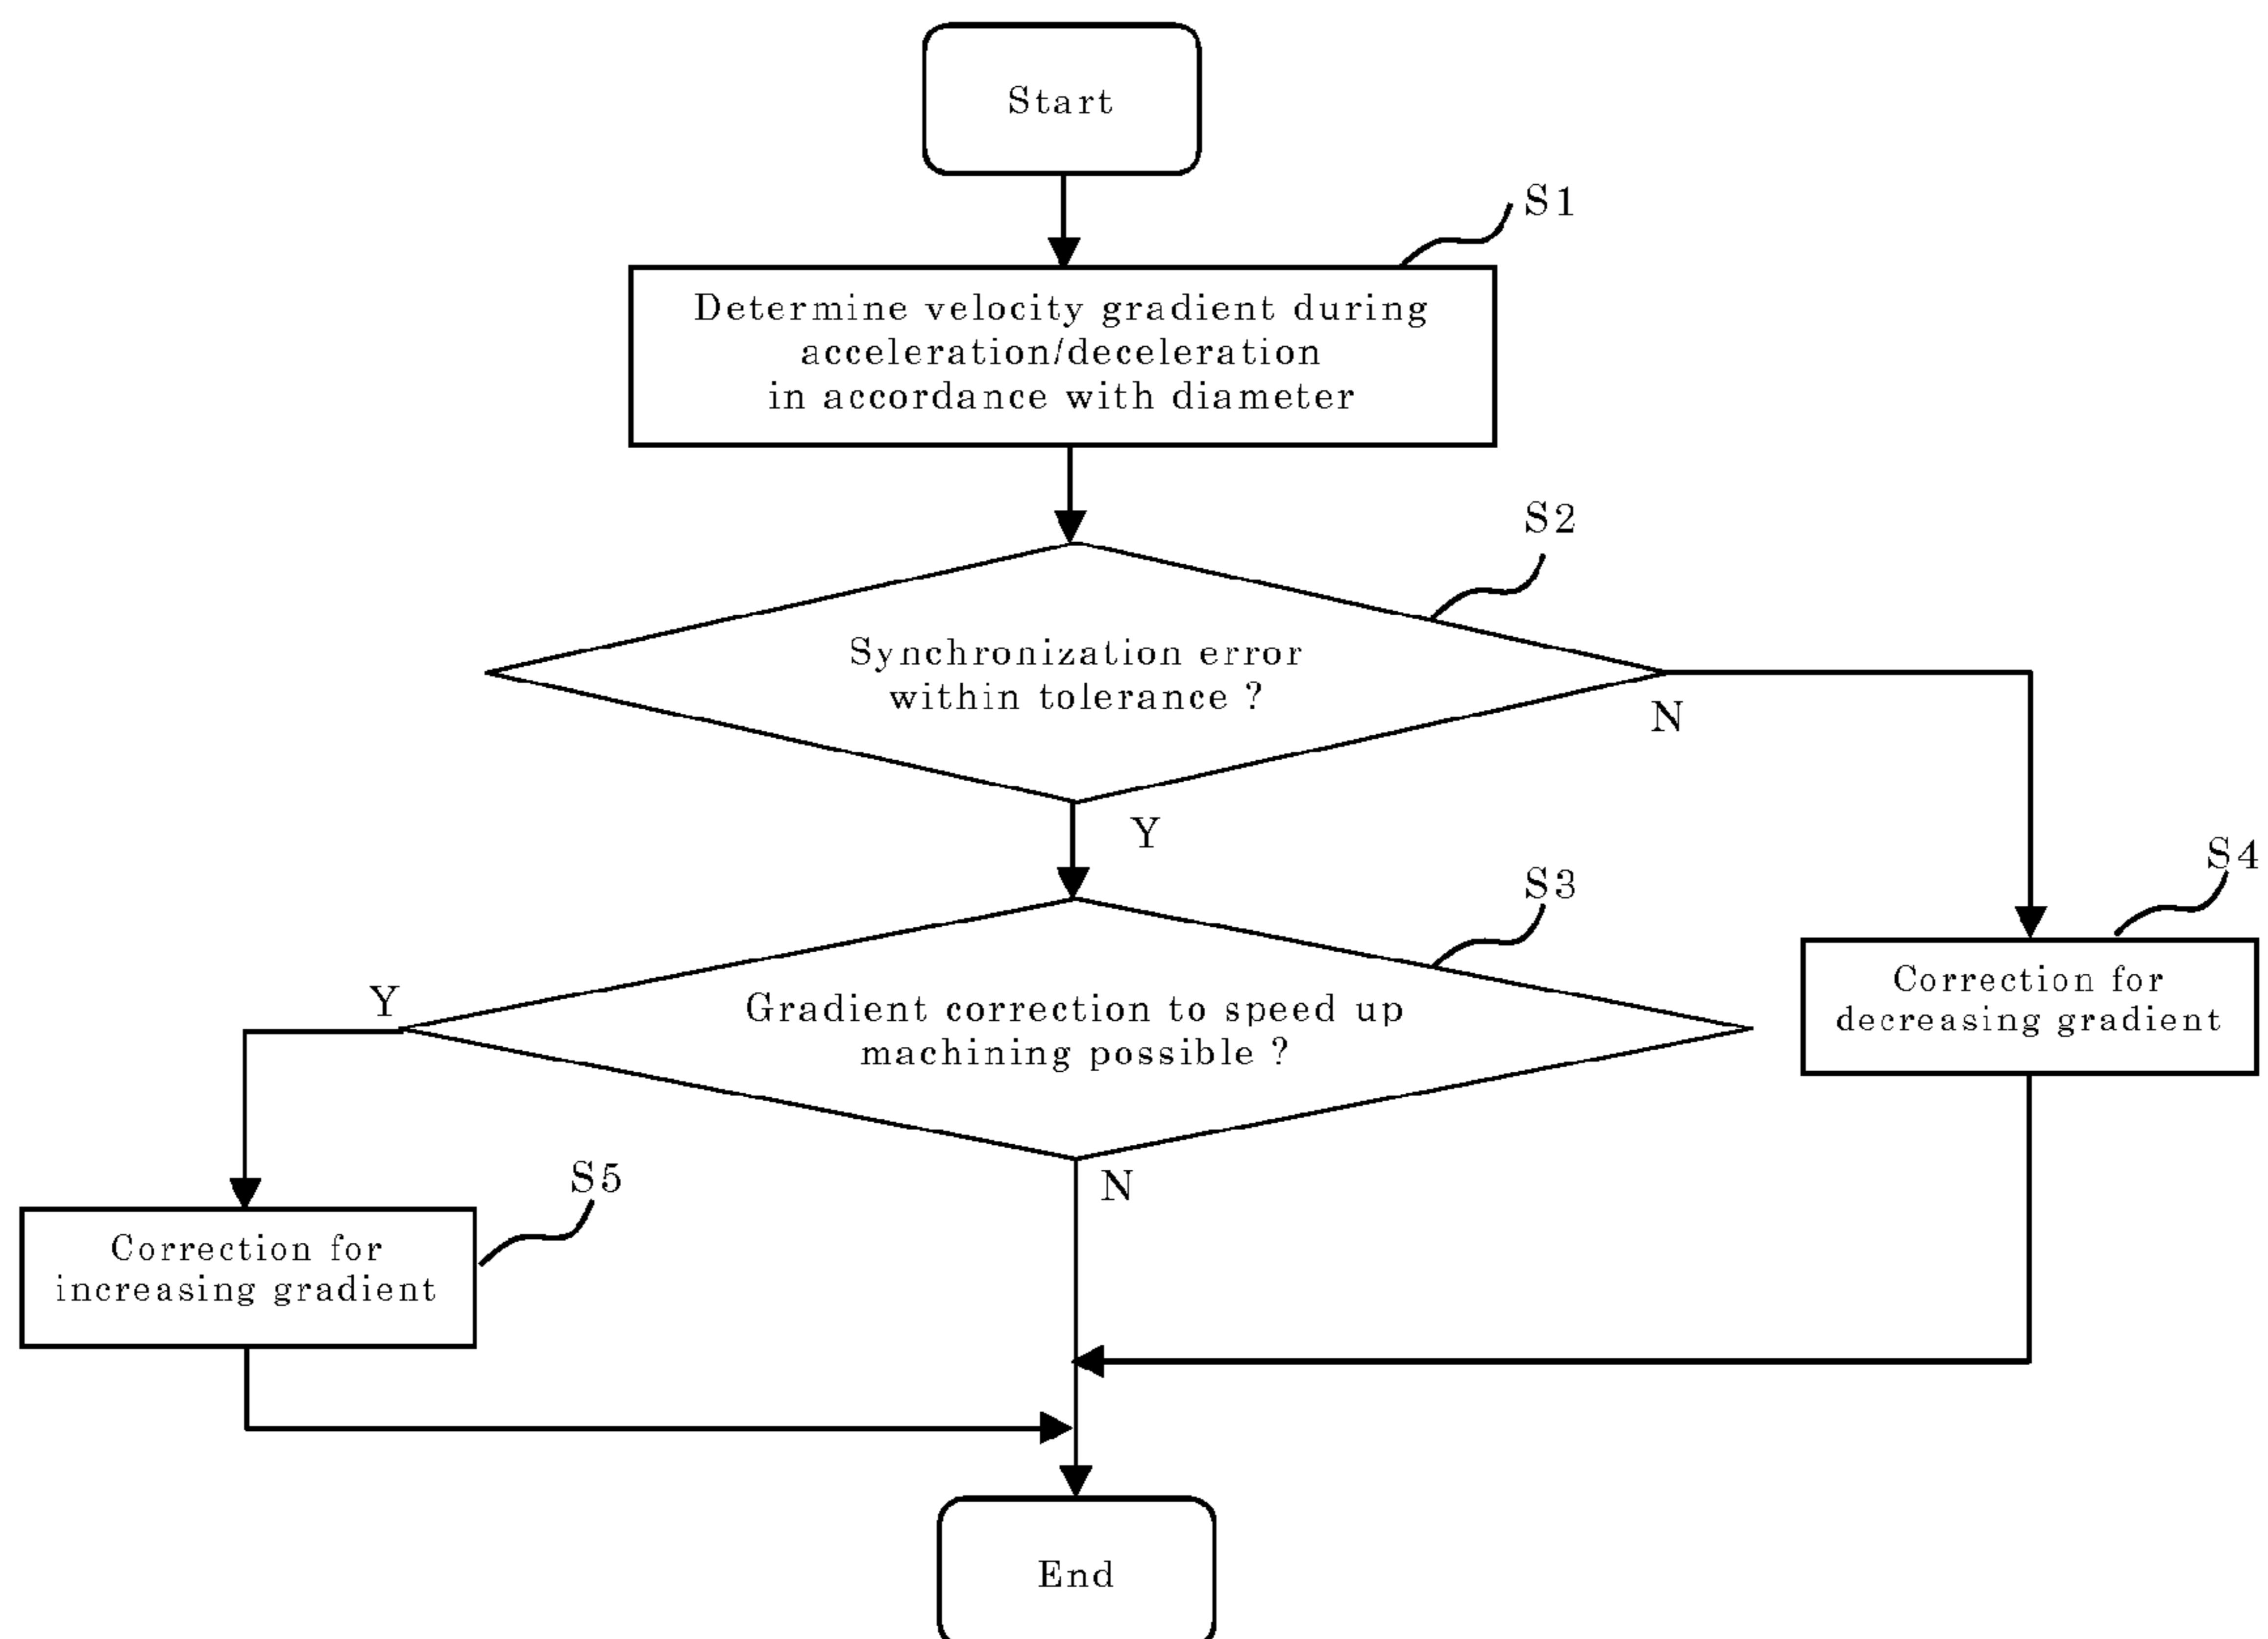 Start
S1
Determine velocity gradient during
acceleration/deceleration
in accordance with diameter
S2
Synchronization error
within tolerance ?
N
Y
S4
S3
Correction for
decreasing gradient
Y
Gradient correction to speed up
machining possible ?
S5
N
Correction for
increasing gradient
End